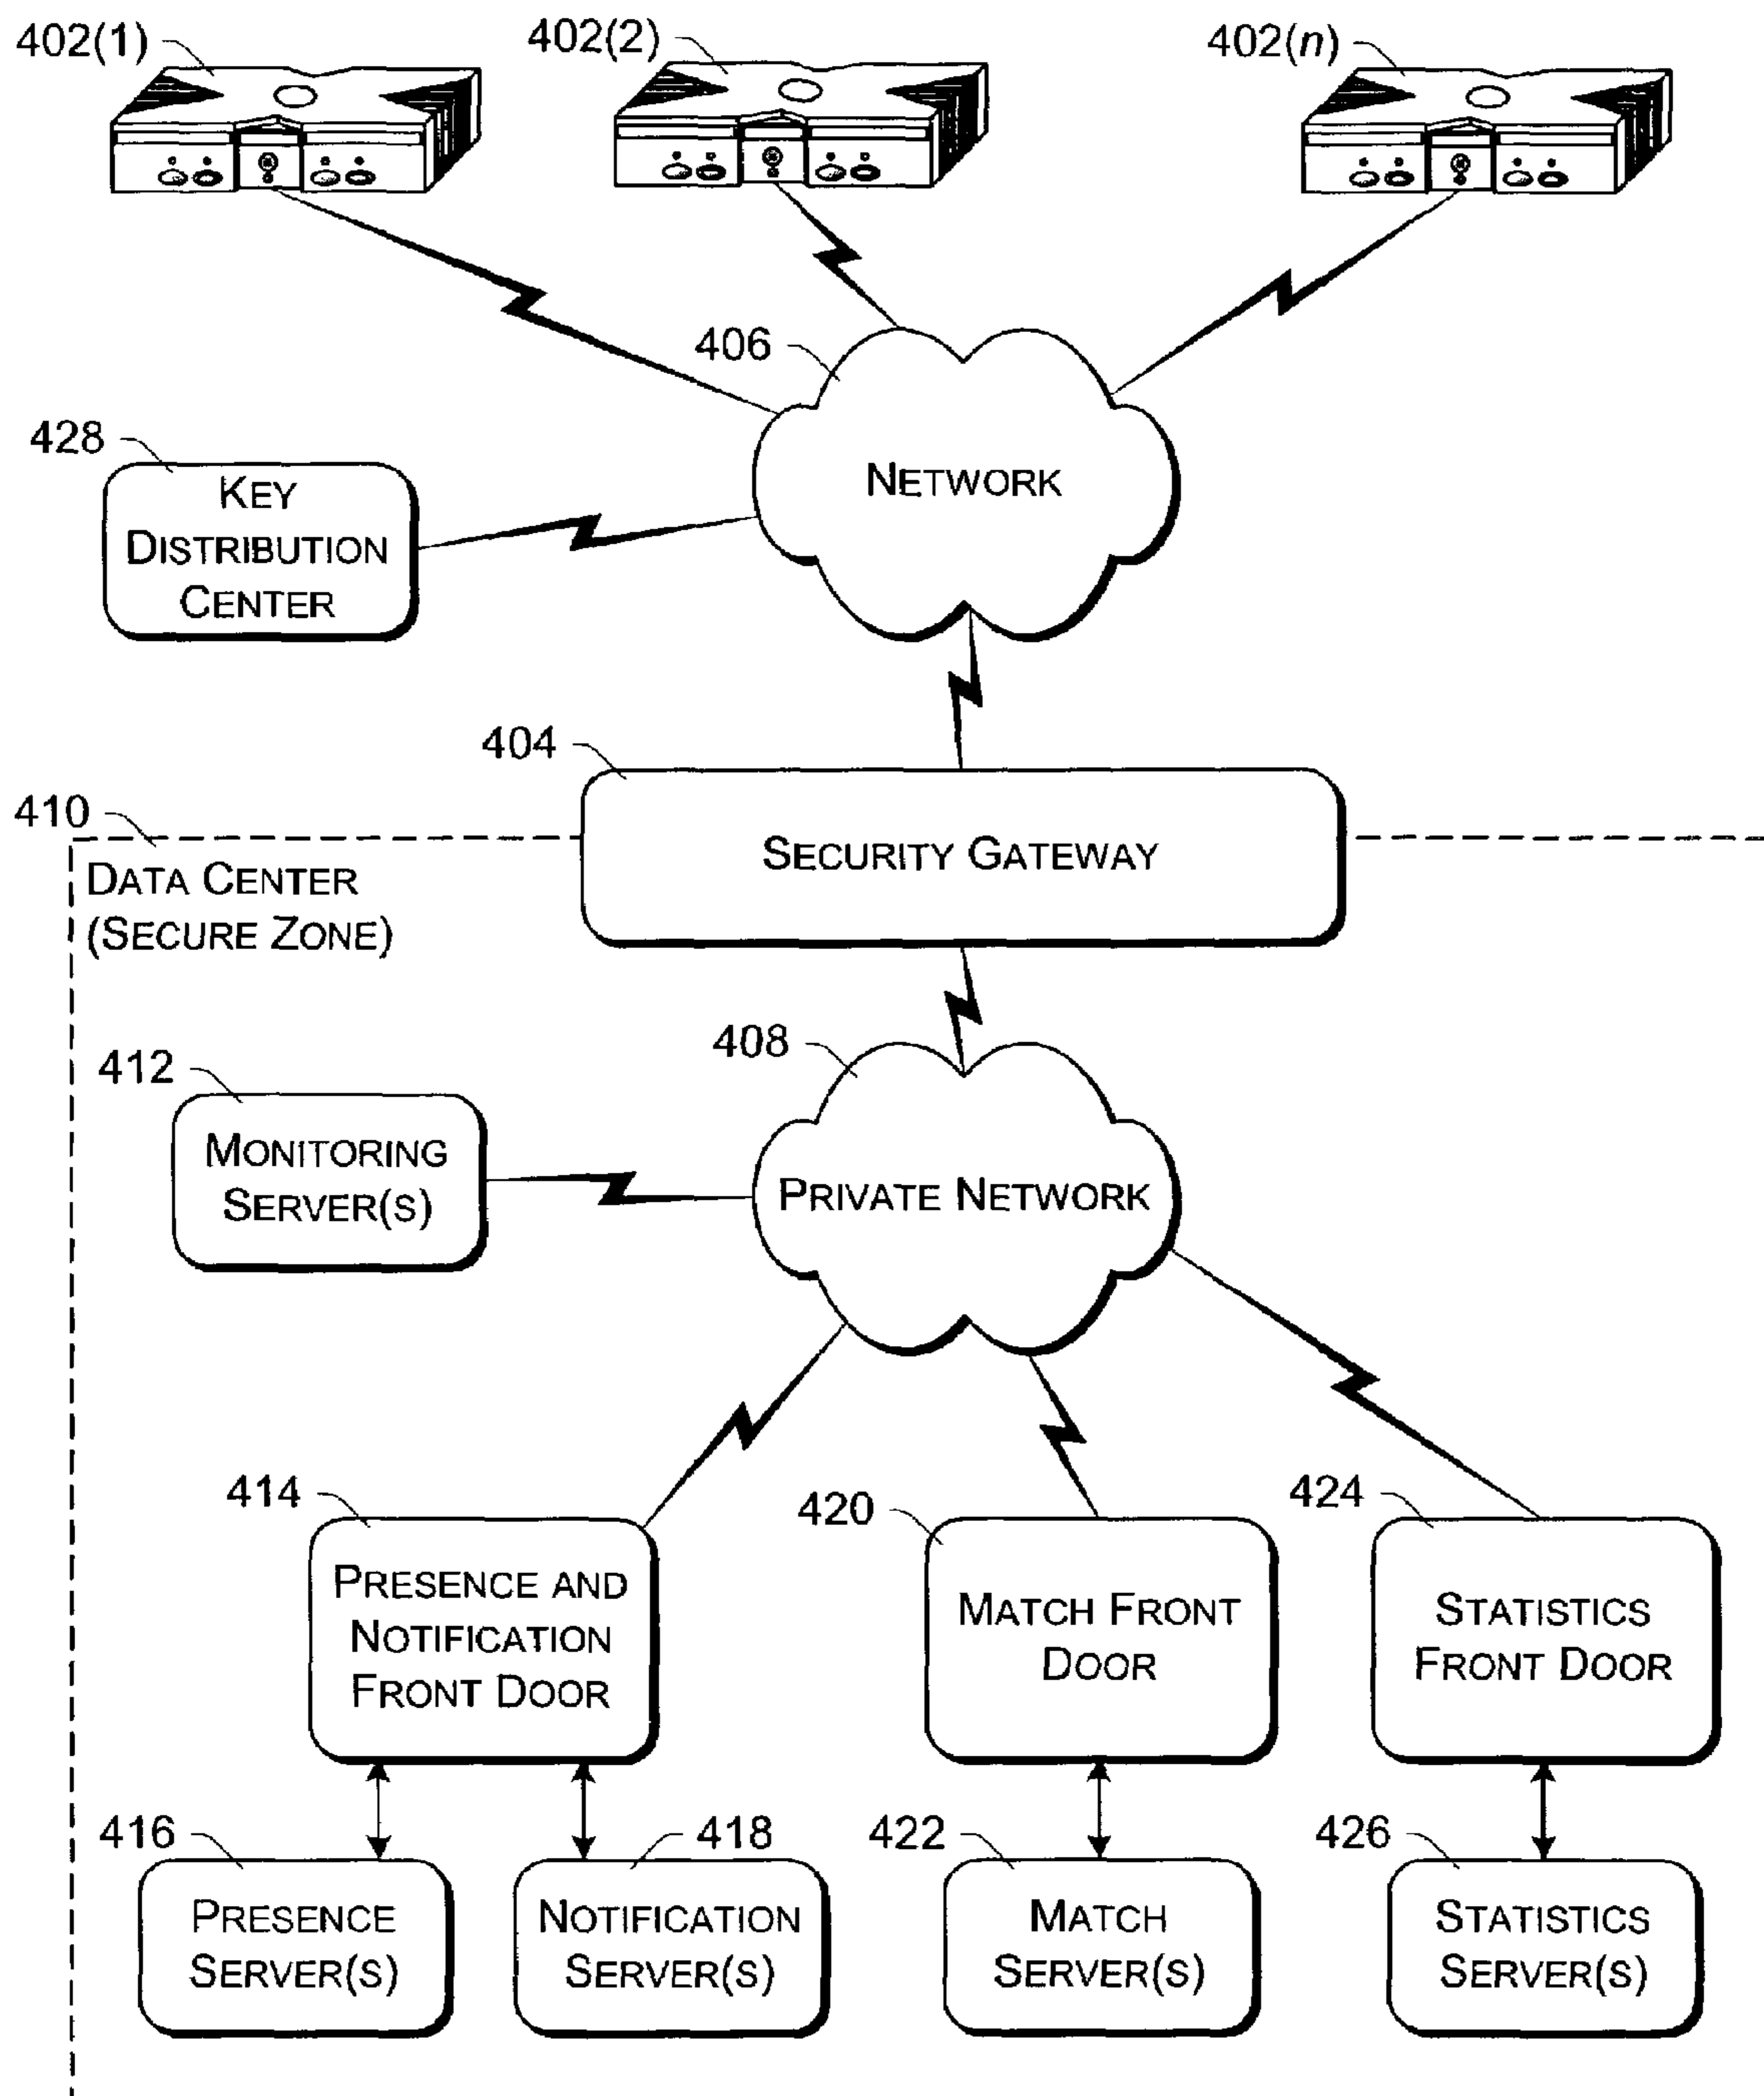 402(1)
402(2)
402(n)
406
NETWORK
428
KEY
DISTRIBUTION
CENTER
404
SECURITY GATEWAY
410
DATA CENTER
(SECURE ZONE)
408
PRIVATE NETWORK
412
MONITORING
SERVER(S)
414
PRESENCE AND
NOTIFICATION
FRONT DOOR
420
MATCH FRONT
DOOR
424
STATISTICS
FRONT DOOR
416
PRESENCE
SERVER(S)
418
NOTIFICATION
SERVER(S)
422
MATCH
SERVER(S)
426
STATISTICS
SERVER(S)